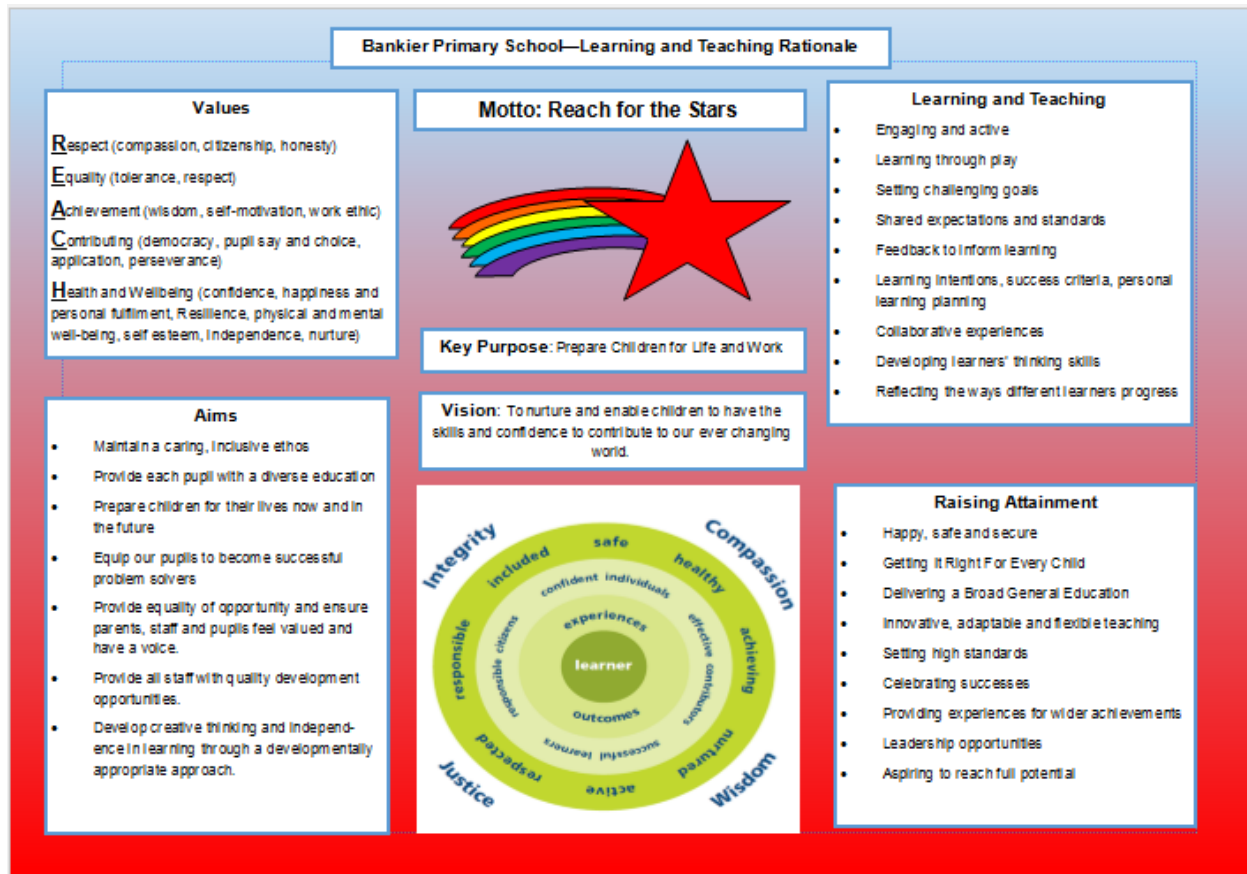 Bankier Primary School—Learning and Teaching Rationale
Values
Respect (compassion, citizenship, honesty)
Equality (tolerance, respect)
Achievement (wisdom, self-motivation, work ethic)
Contributing (democracy, pupil say and choice,
application, perseverance)
Health and Wellbeing (confidence, happiness and
personal fulfilment, Resilience, physical and mental
well-being, self esteem, independence, nurture)
Aims
• Maintain a caring, inclusive ethos
• Provide each pupil with a diverse education
• Prepare children for their lives now and in
the future
• Equip our pupils to become successful
problem solvers
• Provide equality of opportunity and ensure
parents, staff and pupils feel valued and
have a voice.
• Provide all staff with quality development
opportunities.
• Develop creative thinking and independ-
ence in learning through a developmentally
appropriate approach.
Motto: Reach for the Stars
Key Purpose: Prepare Children for Life and Work
Vision: To nurture and enable children to have the
skills and confidence to contribute to our ever changing
world.
Integrity
Compassion
Wisdom
Justice
safe
healthy
achieving
nurtured
active
respected
responsible
included
confident individuals
effective contributors
successful learners
responsible citizens
experiences
learner
outcomes
Learning and Teaching
• Engaging and active
• Learning through play
• Setting challenging goals
• Shared expectations and standards
• Feedback to inform learning
• Learning intentions, success criteria, personal
learning planning
• Collaborative experiences
• Developing learners' thinking skills
• Reflecting the ways different learners progress
Raising Attainment
• Happy, safe and secure
• Getting It Right For Every Child
• Delivering a Broad General Education
• Innovative, adaptable and flexible teaching
• Setting high standards
• Celebrating successes
• Providing experiences for wider achievements
• Leadership opportunities
• Aspiring to reach full potential